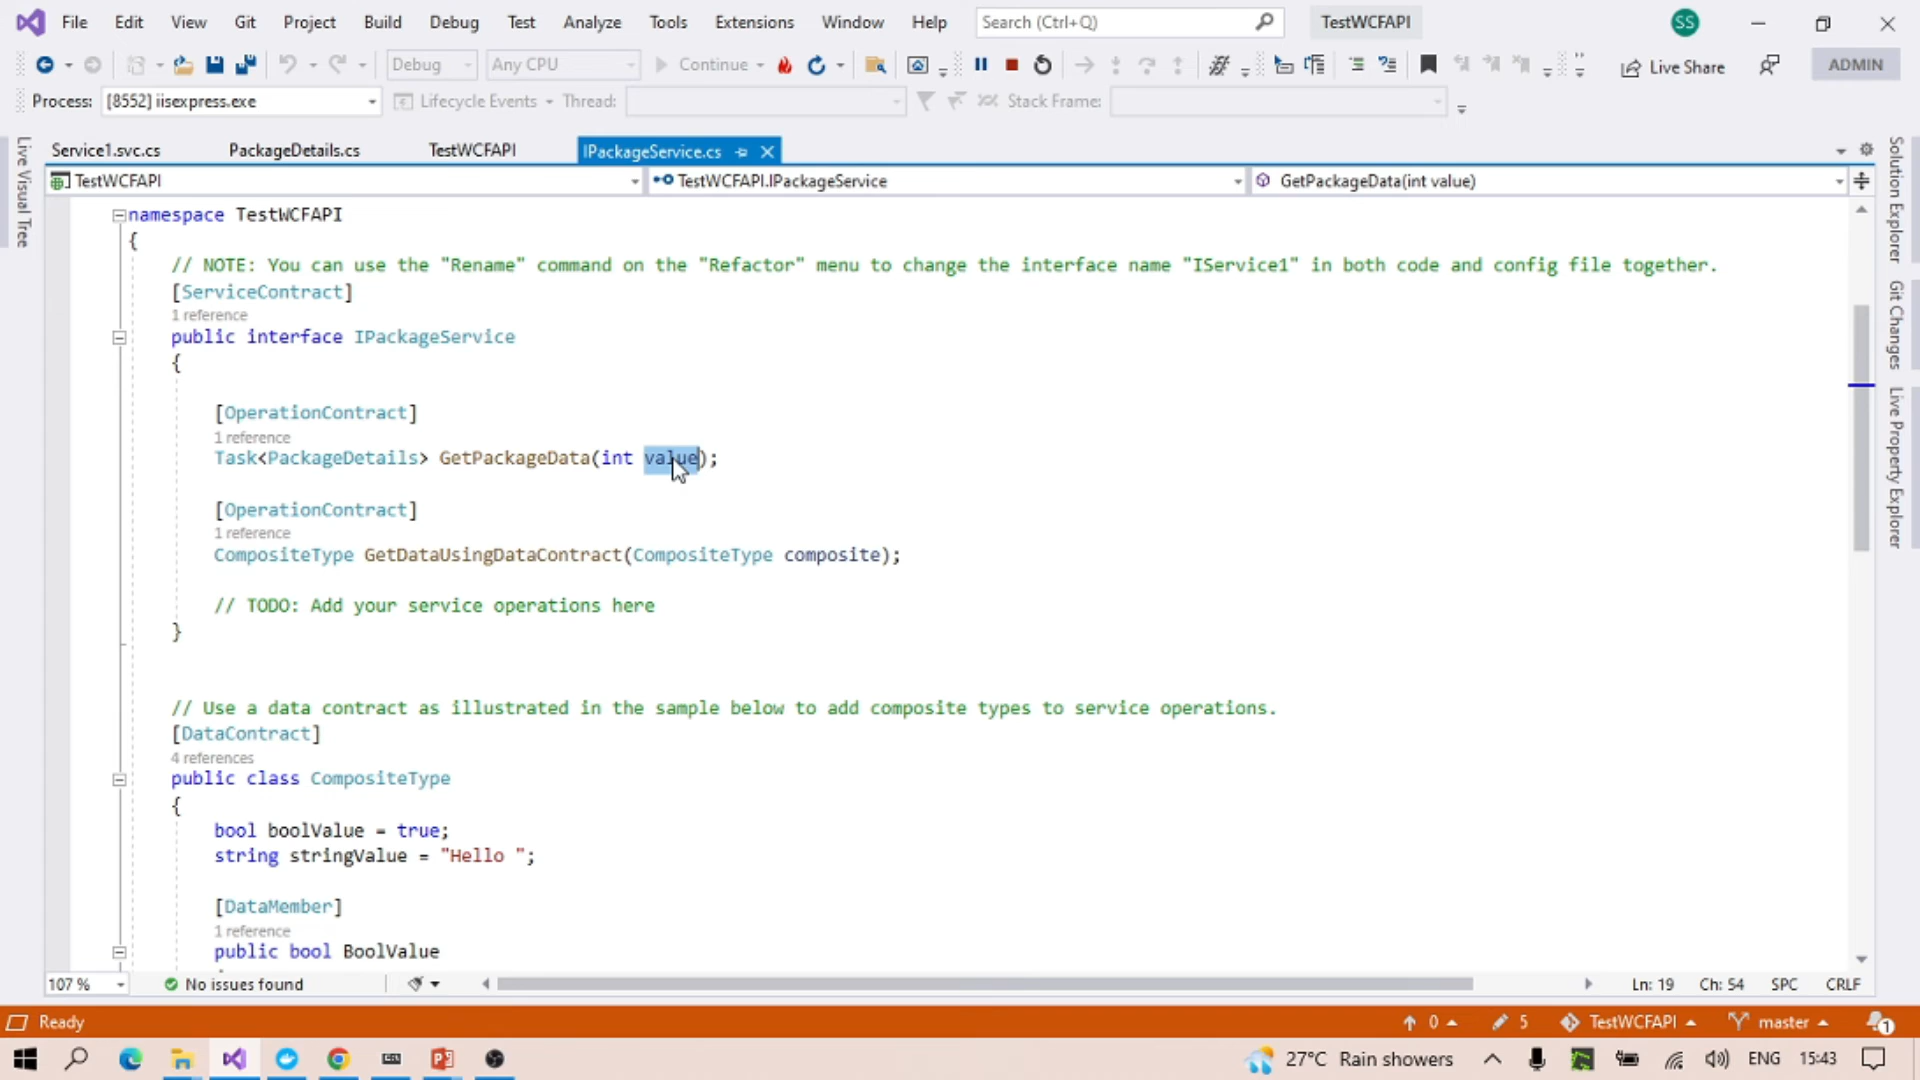 File Edit View Git Project Build Debug Test Analyze Tools Extensions Window Help Search (Ctrl+Q) TestWCFAPI SS
Debug Any CPU Continue Live Share ADMIN
Process: [8552] iisexpress.exe Lifecycle Events Thread: Stack Frame:
Service1.svc.cs PackageDetails.cs TestWCFAPI IPackageService.cs
TestWCFAPI TestWCFAPI.IPackageService GetPackageData(int value)
Live Visual Tree
Solution Explorer
Git Changes
Live Property Explorer
namespace TestWCFAPI
{
// NOTE: You can use the "Rename" command on the "Refactor" menu to change the interface name "IService1" in both code and config file together.
[ServiceContract]
1 reference
public interface IPackageService
{
[OperationContract]
1 reference
Task<PackageDetails> GetPackageData(int value);
[OperationContract]
1 reference
CompositeType GetDataUsingDataContract(CompositeType composite);
// TODO: Add your service operations here
}
// Use a data contract as illustrated in the sample below to add composite types to service operations.
[DataContract]
4 references
public class CompositeType
{
bool boolValue = true;
string stringValue = "Hello ";
[DataMember]
1 reference
public bool BoolValue
107 % No issues found Ln: 19 Ch: 54 SPC CRLF
Ready 0 5 TestWCFAPI master 1
27°C Rain showers ENG 15:43